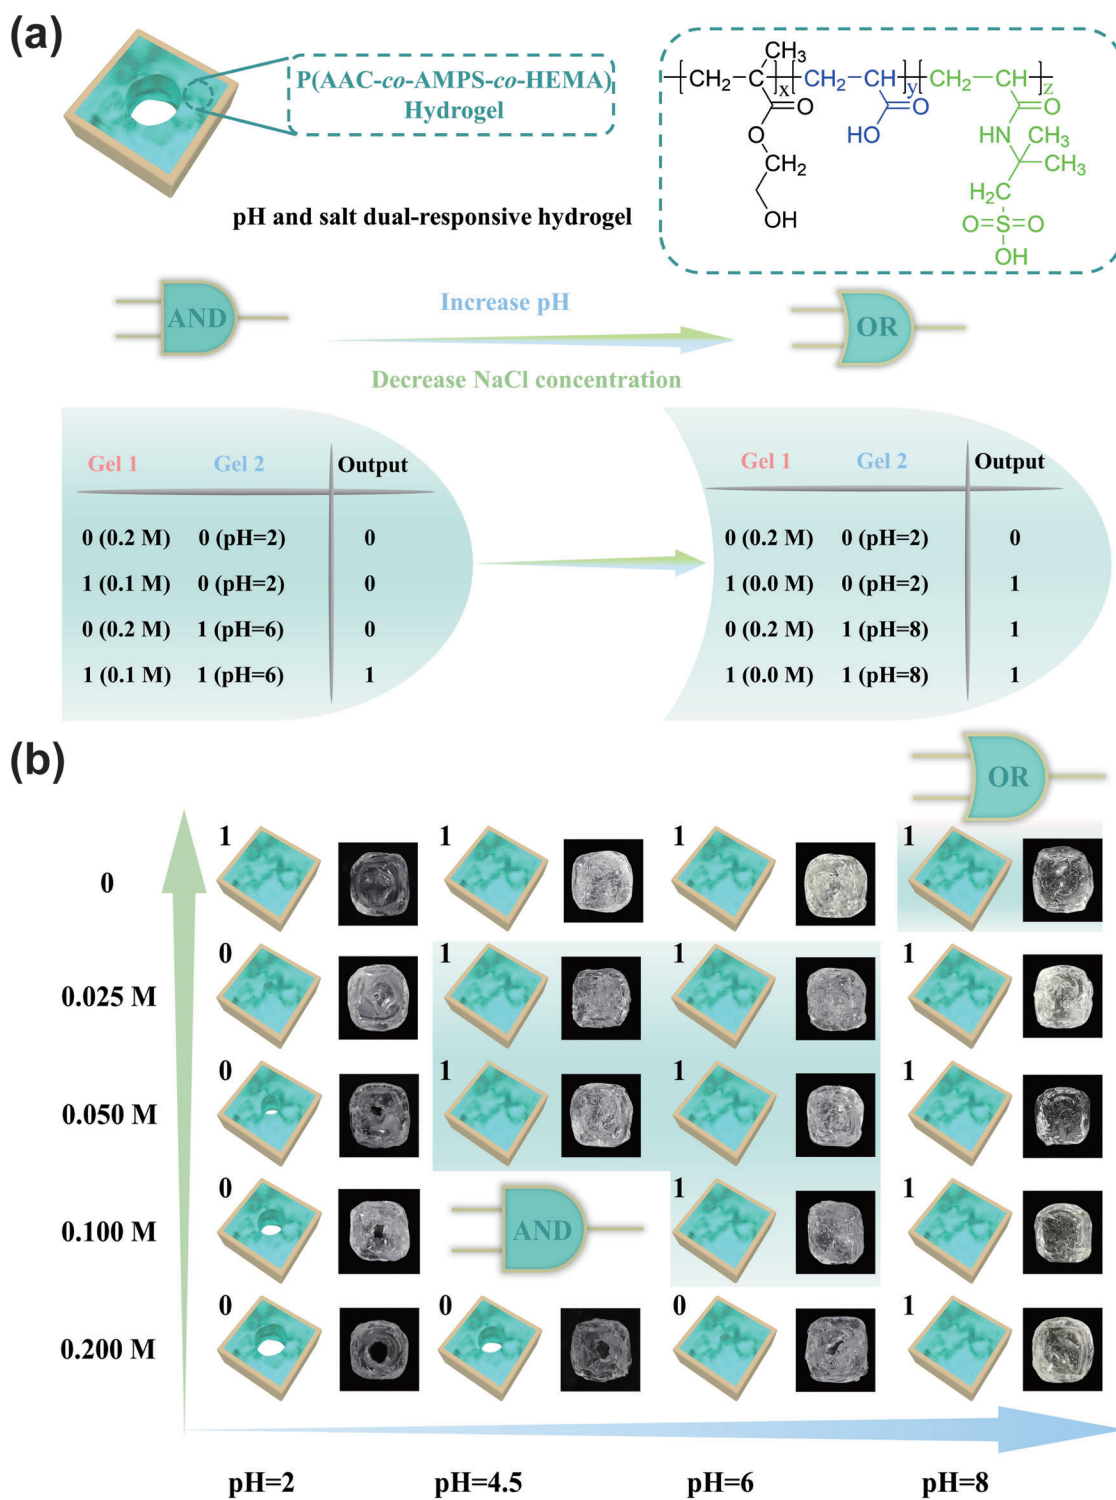 (a)
P(AAC-co-AMPS-co-HEMA)
Hydrogel
pH and salt dual-responsive hydrogel
CH₃
CH₂ C x CH₂ CH y CH₂ CH z
O O O
O HO HN CH₃
CH₂ CH₃
H₂C
OH O=S=O
OH
AND
Increase pH
Decrease NaCl concentration
OR
Gel 1 Gel 2 Output
0 (0.2 M) 0 (pH=2) 0
1 (0.1 M) 0 (pH=2) 0
0 (0.2 M) 1 (pH=6) 0
1 (0.1 M) 1 (pH=6) 1
Gel 1 Gel 2 Output
0 (0.2 M) 0 (pH=2) 0
1 (0.0 M) 0 (pH=2) 1
0 (0.2 M) 1 (pH=8) 1
1 (0.0 M) 1 (pH=8) 1
(b)
OR
0 1 1 1 1
0.025 M 0 1 1 1
0.050 M 0 1 1 1
0.100 M 0 AND 1 1
0.200 M 0 0 0 1
pH=2 pH=4.5 pH=6 pH=8